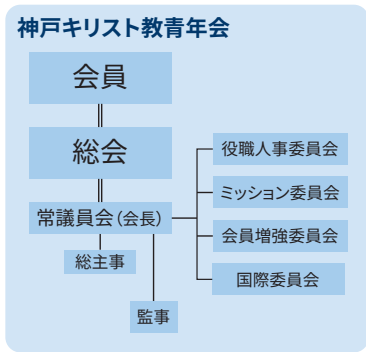 神戸キリスト教青年会
会員
総会
常議員会(会長)
総主事
監事
役職人事委員会
ミッション委員会
会員増強委員会
国際委員会